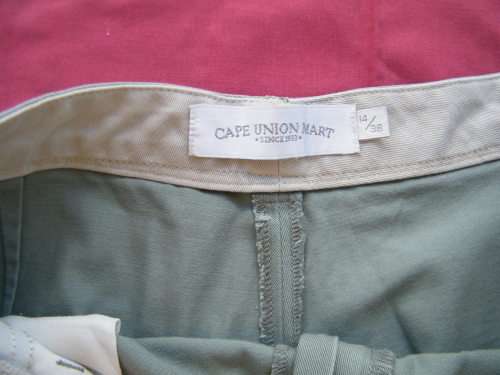 CAPE UNION MART
• SINCE 1933 •
14/38